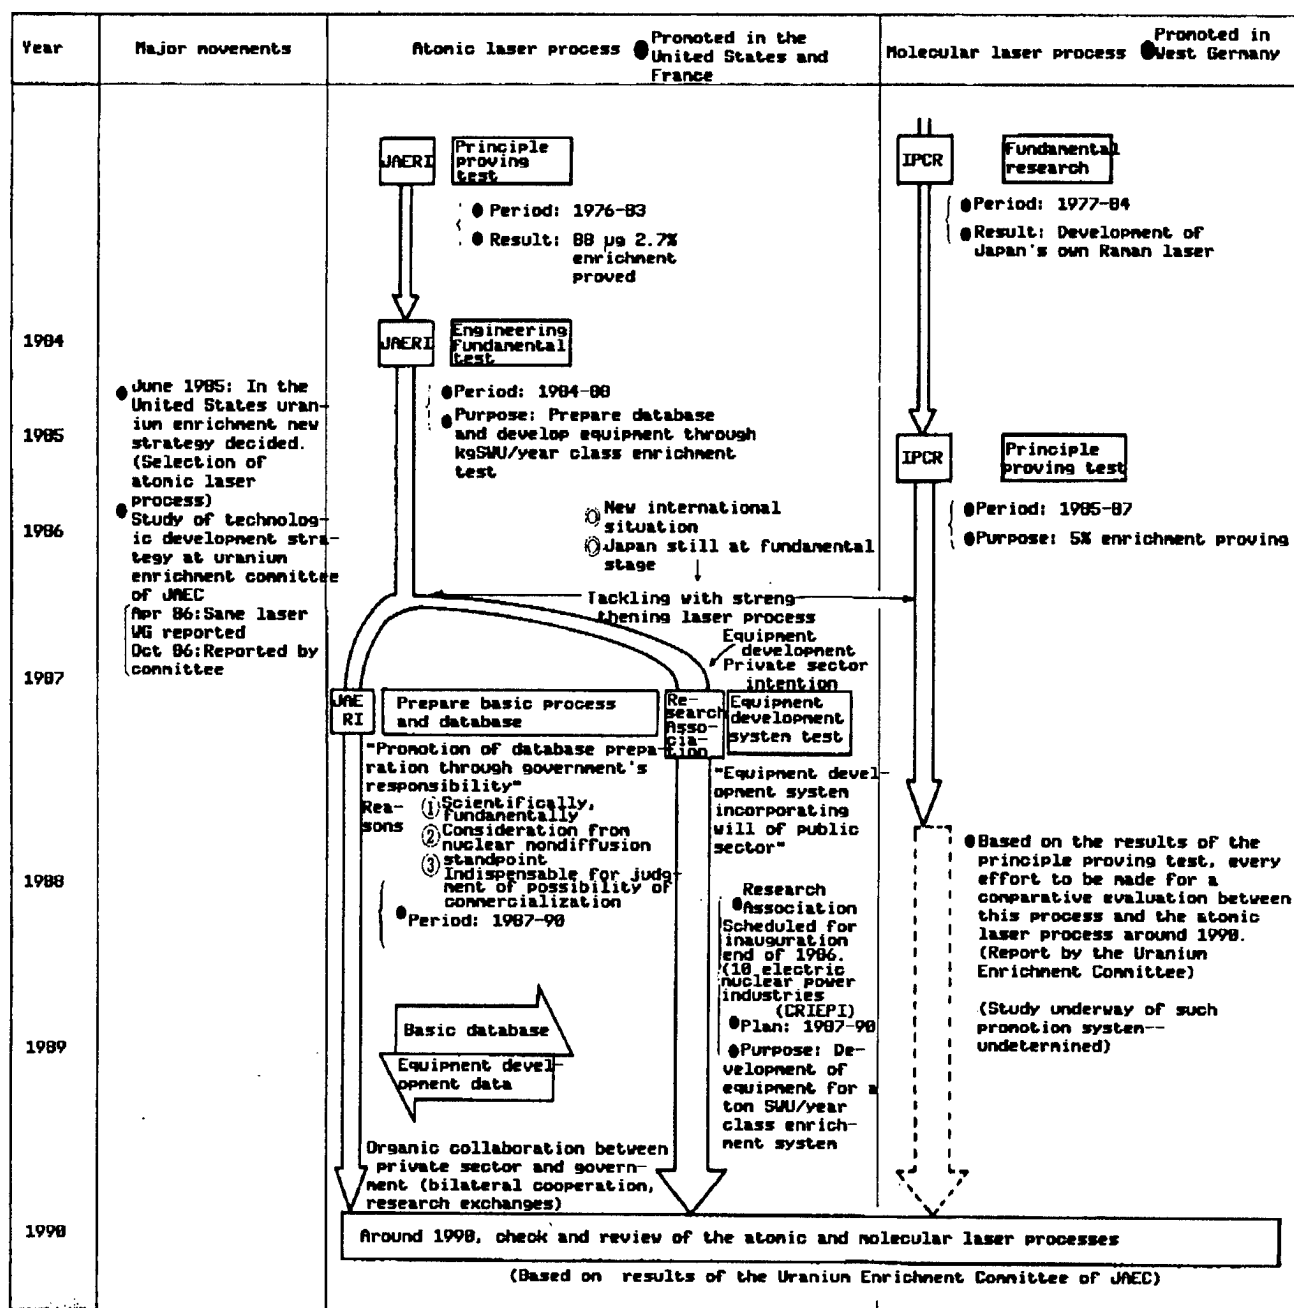 Year
Major movements
Atomic laser process
● Promoted in the
United States and
France
Molecular laser process
● Promoted in
West Germany
JAERI
Principle
proving
test
● Period: 1976-83
● Result: 88 µg 2.7%
enrichment
proved
IPCR
Fundamental
research
● Period: 1977-84
● Result: Development of
Japan's own Raman laser
1984
JAERI
Engineering
Fundamental
test
● Period: 1984-88
● Purpose: Prepare database
and develop equipment through
kgSWU/year class enrichment
test
● June 1985: In the
United States uran-
ium enrichment new
strategy decided.
(Selection of
atomic laser
process)
1985
IPCR
Principle
proving test
● Period: 1985-87
● Purpose: 5% enrichment proving
● Study of technolog-
ic development stra-
tegy at uranium
enrichment committee
of JAEC
Apr 86:Same laser
WG reported
Oct 86:Reported by
committee
1986
New international
situation
Japan still at fundamental
stage
Tackling with streng
thening laser process
Equipment
development
Private sector
intention
1987
JAE
RI
Prepare basic process
and database
Re-
search
Asso-
cia-
tion
Equipment
development
system test
"Promotion of database prepa-
ration through government's
responsibility"
Rea-
sons
① Scientifically,
fundamentally
② Consideration from
nuclear nondiffusion
standpoint
③ Indispensable for judg-
ment of possibility of
commercialization
● Period: 1987-90
"Equipment devel-
opment system
incorporating
will of public
sector"
1988
● Research
Association
Scheduled for
inauguration
end of 1986.
(10 electric
nuclear power
industries
(CRIEPI)
● Plan: 1987-90
● Purpose: De-
velopment of
equipment for a
ton SWU/year
class enrich-
ment system
● Based on the results of the
principle proving test, every
effort to be made for a
comparative evaluation between
this process and the atomic
laser process around 1990.
(Report by the Uranium
Enrichment Committee)
(Study underway of such
promotion system--
undetermined)
1989
Basic database
Equipment devel-
opment data
Organic collaboration between
private sector and govern-
ment (bilateral cooperation,
research exchanges)
1990
Around 1990, check and review of the atomic and molecular laser processes
(Based on results of the Uranium Enrichment Committee of JAEC)